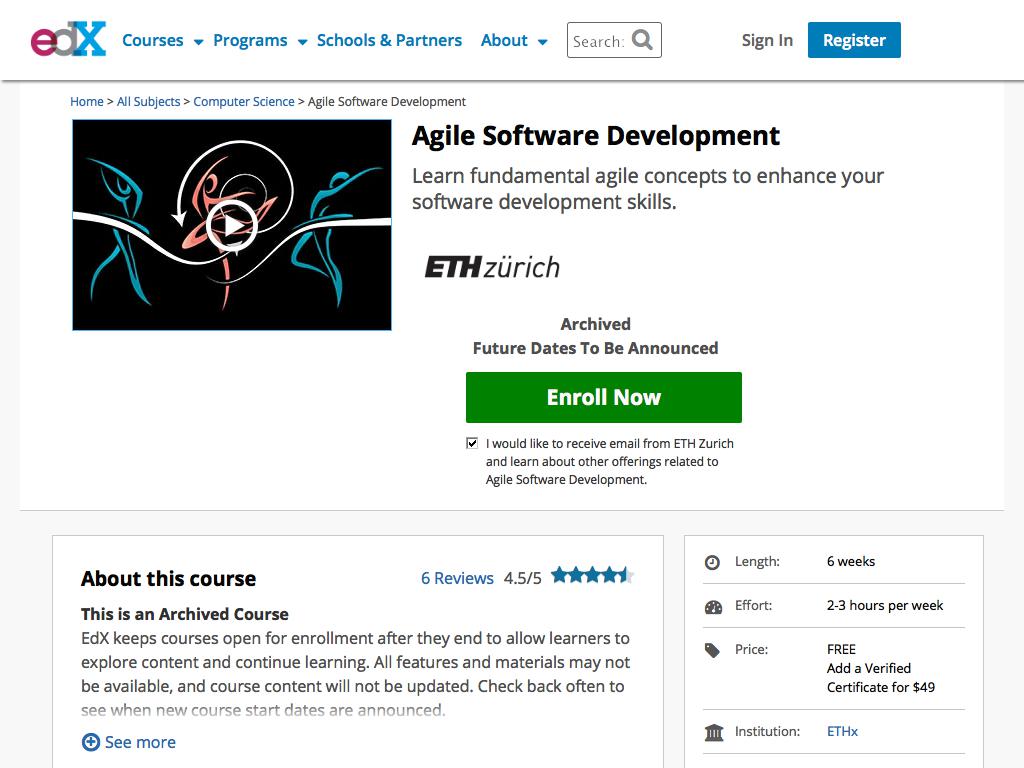 edX
Courses
Programs
Schools & Partners
About
Search:
Sign In
Register
Home > All Subjects > Computer Science > Agile Software Development
Agile Software Development
Learn fundamental agile concepts to enhance your
software development skills.
ETH zürich
Archived
Future Dates To Be Announced
Enroll Now
I would like to receive email from ETH Zurich
and learn about other offerings related to
Agile Software Development.
About this course
6 Reviews 4.5/5
This is an Archived Course
EdX keeps courses open for enrollment after they end to allow learners to
explore content and continue learning. All features and materials may not
be available, and course content will not be updated. Check back often to
see when new course start dates are announced.
See more
Length: 6 weeks
Effort: 2-3 hours per week
Price: FREE
Add a Verified
Certificate for $49
Institution: ETHx